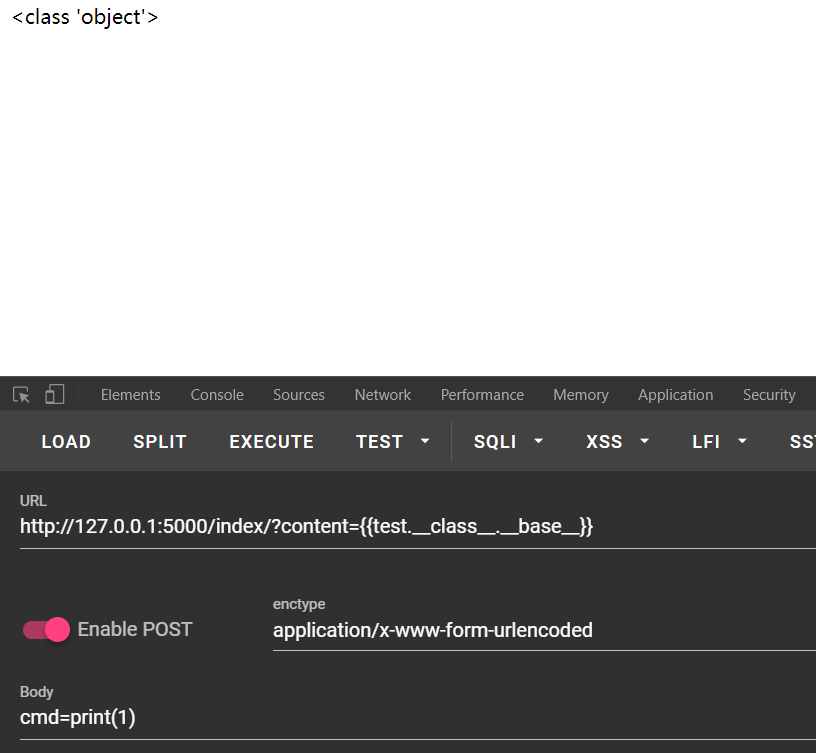 <class 'object'>
Elements Console Sources Network Performance Memory Application Security
LOAD SPLIT EXECUTE TEST SQLI XSS LFI SST
URL
http://127.0.0.1:5000/index/?content={{test.__class__.__base__}}
enctype
Enable POST application/x-www-form-urlencoded
Body
cmd=print(1)